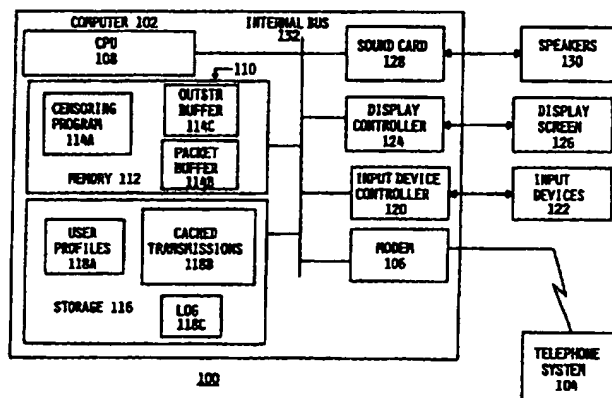 COMPUTER 102
INTERNAL BUS
132
CPU
108
110
CENSORING
PROGRAM
114A
OUTSTR
BUFFER
114C
PACKET
BUFFER
114B
MEMORY 112
USER
PROFILES
118A
CACHED
TRANSMISSIONS
118B
STORAGE 116
LOG
118C
SOUND CARD
128
SPEAKERS
130
DISPLAY
CONTROLLER
124
DISPLAY
SCREEN
126
INPUT DEVICE
CONTROLLER
120
INPUT
DEVICES
122
MODEM
106
TELEPHONE
SYSTEM
104
100